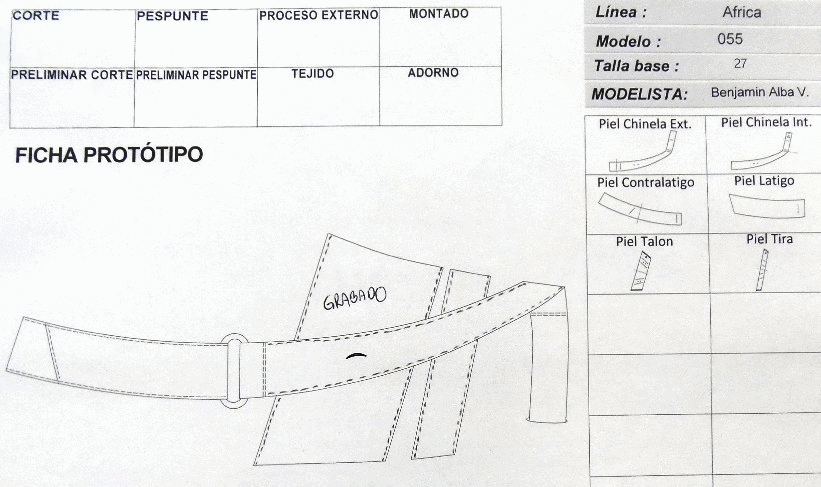 CORTE PESPUNTE PROCESO EXTERNO MONTADO
PRELIMINAR CORTE PRELIMINAR PESPUNTE TEJIDO ADORNO
FICHA PROTÓTIPO
GRABADO
Línea : Africa
Modelo : 055
Talla base : 27
MODELISTA: Benjamin Alba V.
Piel Chinela Ext. Piel Chinela Int.
Piel Contralatigo Piel Latigo
Piel Talon Piel Tira